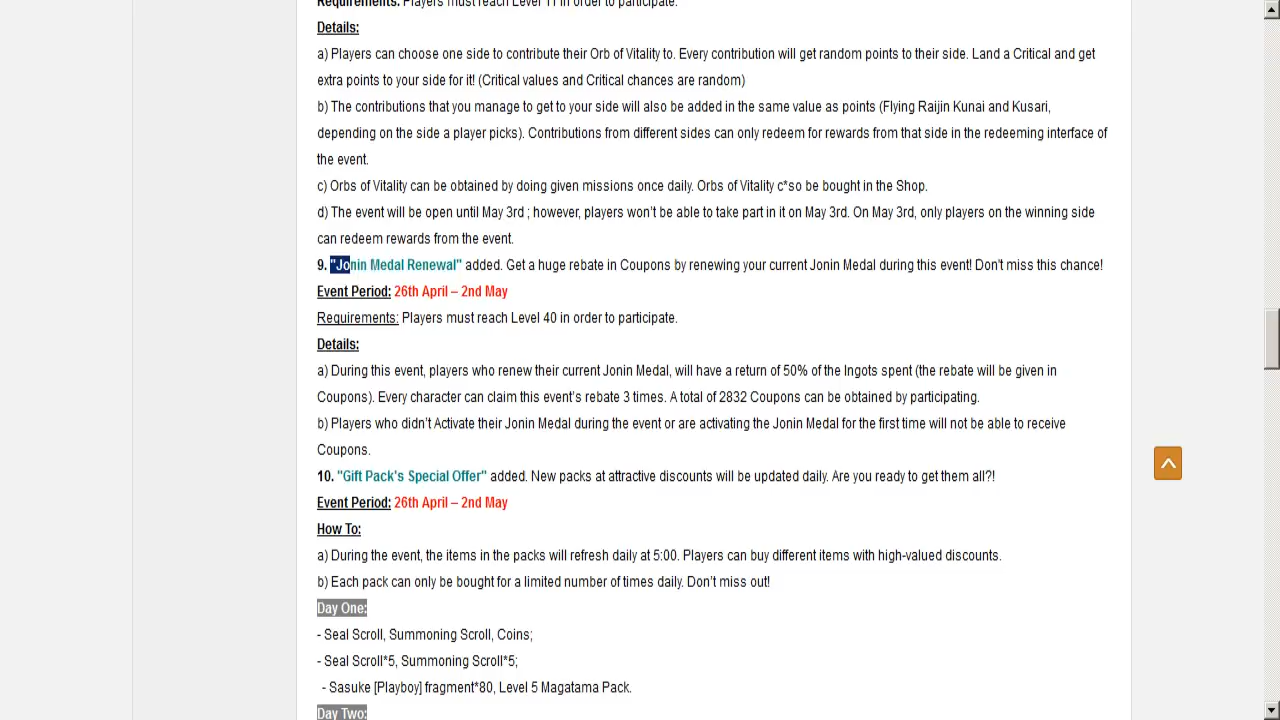 Requirements: Players must reach Level 11 in order to participate.
Details:
a) Players can choose one side to contribute their Orb of Vitality to. Every contribution will get random points to their side. Land a Critical and get
extra points to your side for it! (Critical values and Critical chances are random)
b) The contributions that you manage to get to your side will also be added in the same value as points (Flying Raijin Kunai and Kusari,
depending on the side a player picks). Contributions from different sides can only redeem for rewards from that side in the redeeming interface of
the event.
c) Orbs of Vitality can be obtained by doing given missions once daily. Orbs of Vitality c*so be bought in the Shop.
d) The event will be open until May 3rd ; however, players won't be able to take part in it on May 3rd. On May 3rd, only players on the winning side
can redeem rewards from the event.
9. "Jonin Medal Renewal" added. Get a huge rebate in Coupons by renewing your current Jonin Medal during this event! Don't miss this chance!
Event Period: 26th April – 2nd May
Requirements: Players must reach Level 40 in order to participate.
Details:
a) During this event, players who renew their current Jonin Medal, will have a return of 50% of the Ingots spent (the rebate will be given in
Coupons). Every character can claim this event's rebate 3 times. A total of 2832 Coupons can be obtained by participating.
b) Players who didn't Activate their Jonin Medal during the event or are activating the Jonin Medal for the first time will not be able to receive
Coupons.
10. "Gift Pack's Special Offer" added. New packs at attractive discounts will be updated daily. Are you ready to get them all?!
Event Period: 26th April – 2nd May
How To:
a) During the event, the items in the packs will refresh daily at 5:00. Players can buy different items with high-valued discounts.
b) Each pack can only be bought for a limited number of times daily. Don't miss out!
Day One:
- Seal Scroll, Summoning Scroll, Coins;
- Seal Scroll*5, Summoning Scroll*5;
- Sasuke [Playboy] fragment*80, Level 5 Magatama Pack.
Day Two: